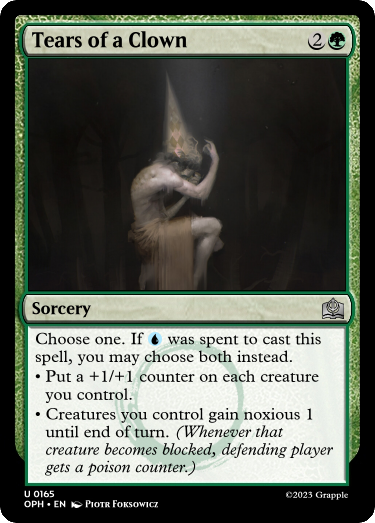 Tears of a Clown 2
Sorcery
Choose one. If was spent to cast this
spell, you may choose both instead.
• Put a +1/+1 counter on each creature
you control.
• Creatures you control gain noxious 1
until end of turn. (Whenever that
creature becomes blocked, defending player
gets a poison counter.)
U 0165
OPH • EN Piotr Foksowicz
©2023 Grapple